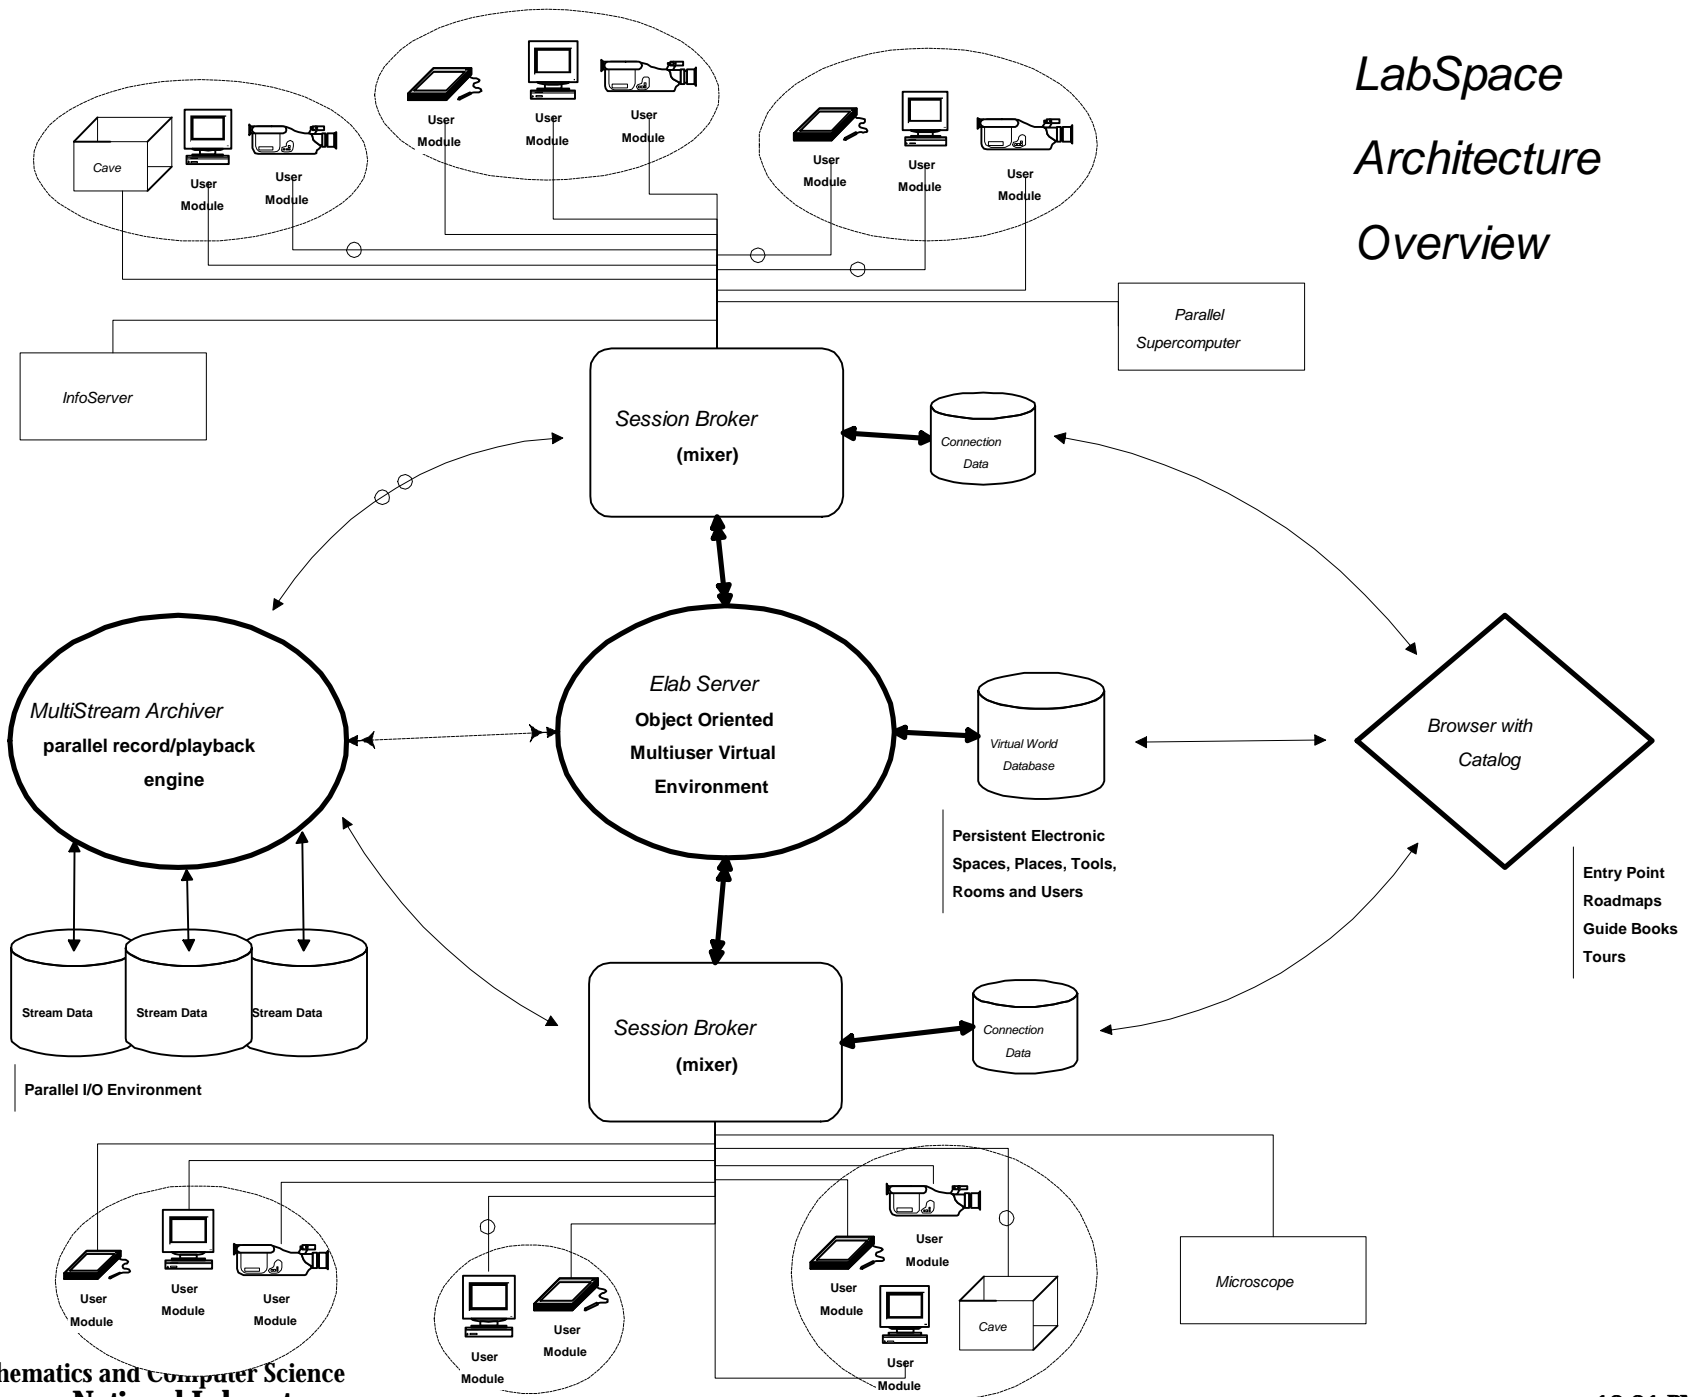 LabSpace
Architecture
Overview
Cave
User
Module
User
Module
User
Module
User
Module
User
Module
User
Module
User
Module
User
Module
Parallel
Supercomputer
InfoServer
Session Broker
(mixer)
Connection
Data
MultiStream Archiver
parallel record/playback
engine
Elab Server
Object Oriented
Multiuser Virtual
Environment
Virtual World
Database
Browser with
Catalog
Persistent Electronic
Spaces, Places, Tools,
Rooms and Users
Entry Point
Roadmaps
Guide Books
Tours
Stream Data
Stream Data
Stream Data
Parallel I/O Environment
Session Broker
(mixer)
Connection
Data
User
Module
User
Module
User
Module
User
Module
User
Module
User
Module
User
Module
User
Module
Cave
Microscope
and Computer Science
National